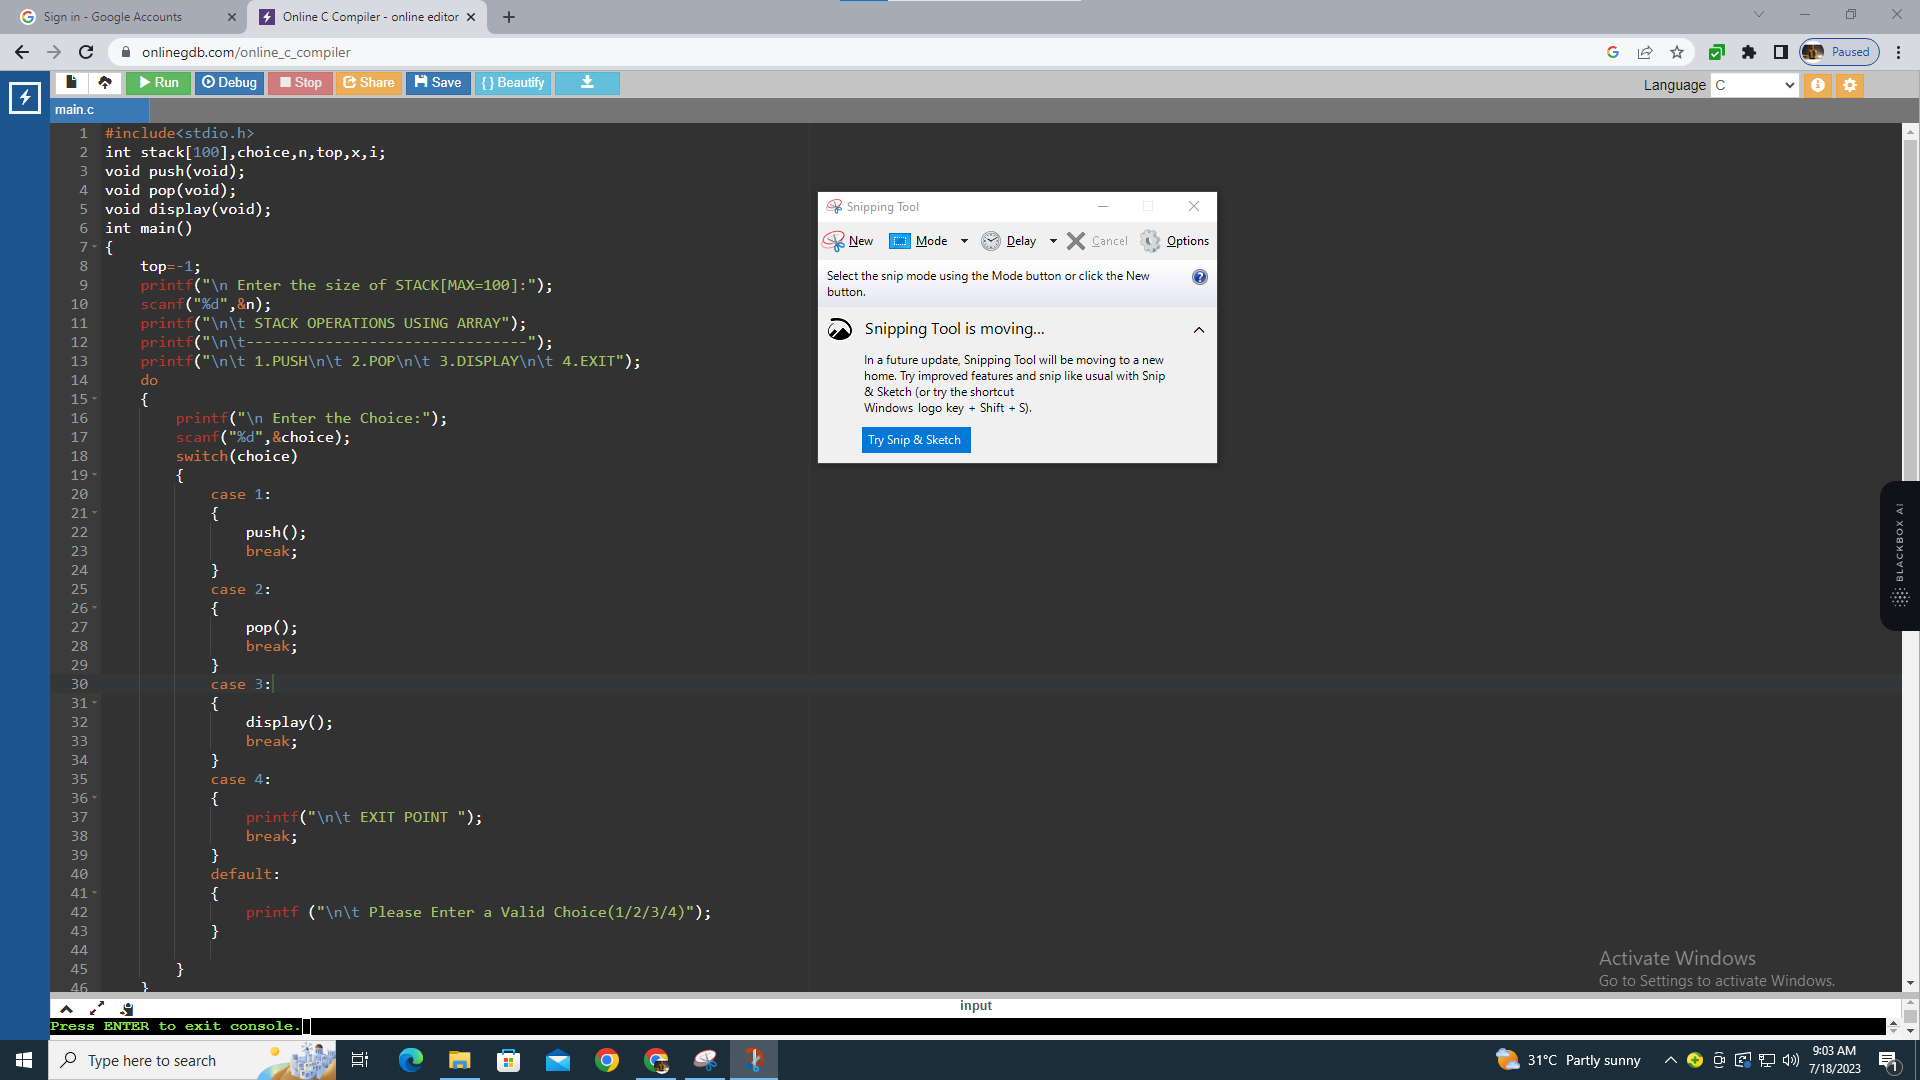 Sign in - Google Accounts
Online C Compiler - online editor
onlinegdb.com/online_c_compiler
Paused
Run
Debug
Stop
Share
Save
{ } Beautify
Language
C
main.c
1 #include<stdio.h>
2 int stack[100],choice,n,top,x,i;
3 void push(void);
4 void pop(void);
5 void display(void);
6 int main()
7 {
8 top=-1;
9 printf("\n Enter the size of STACK[MAX=100]:");
10 scanf("%d",&n);
11 printf("\n\t STACK OPERATIONS USING ARRAY");
12 printf("\n\t--------------------------------");
13 printf("\n\t 1.PUSH\n\t 2.POP\n\t 3.DISPLAY\n\t 4.EXIT");
14 do
15 {
16 printf("\n Enter the Choice:");
17 scanf("%d",&choice);
18 switch(choice)
19 {
20 case 1:
21 {
22 push();
23 break;
24 }
25 case 2:
26 {
27 pop();
28 break;
29 }
30 case 3:
31 {
32 display();
33 break;
34 }
35 case 4:
36 {
37 printf("\n\t EXIT POINT ");
38 break;
39 }
40 default:
41 {
42 printf ("\n\t Please Enter a Valid Choice(1/2/3/4)");
43 }
44
45 }
46 }
Snipping Tool
New
Mode
Delay
Cancel
Options
Select the snip mode using the Mode button or click the New
button.
Snipping Tool is moving...
In a future update, Snipping Tool will be moving to a new
home. Try improved features and snip like usual with Snip
& Sketch (or try the shortcut
Windows logo key + Shift + S).
Try Snip & Sketch
BLACKBOX AI
Activate Windows
Go to Settings to activate Windows.
input
Press ENTER to exit console.
Type here to search
31°C Partly sunny
9:03 AM
7/18/2023
1